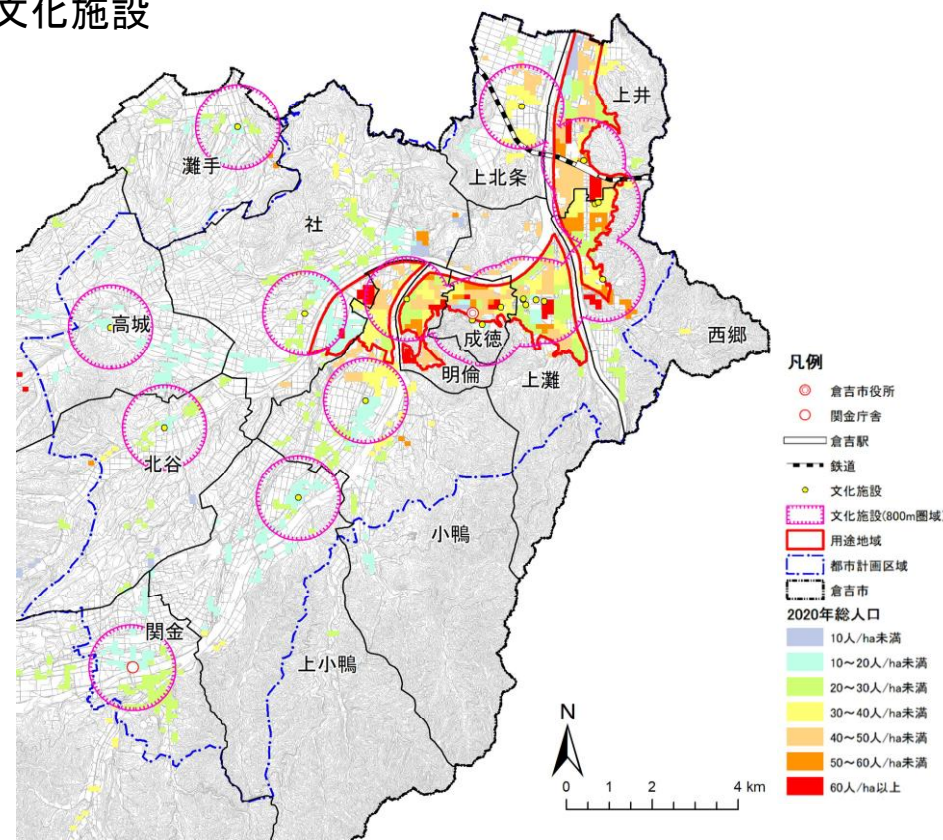 文化施設
上井
灘手
上北条
社
西郷
高城
成徳
明倫
上灘
北谷
小鴨
関金
上小鴨
凡例
倉吉市役所
関金庁舎
倉吉駅
鉄道
文化施設
文化施設(800m圏域)
用途地域
都市計画区域
倉吉市
2020年総人口
10人/ha未満
10～20人/ha未満
20～30人/ha未満
30～40人/ha未満
40～50人/ha未満
50～60人/ha未満
60人/ha以上
N
0 1 2 4 km